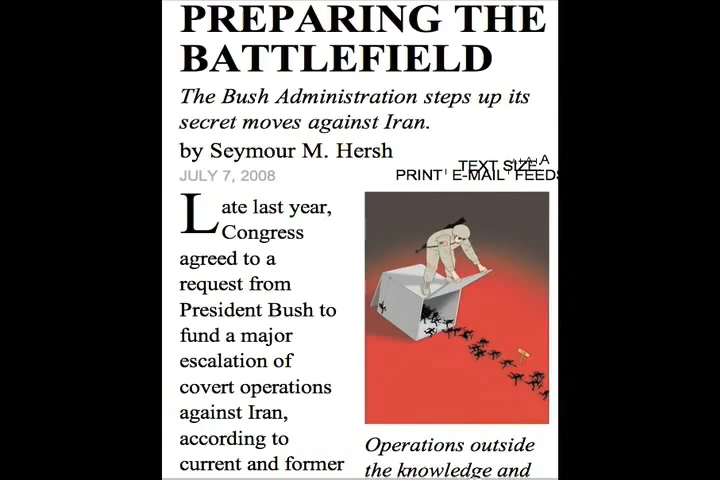 PREPARING THE
BATTLEFIELD
The Bush Administration steps up its
secret moves against Iran.
by Seymour M. Hersh
JULY 7, 2008
TEXT SIZE A A A
PRINT E-MAIL FEEDS
Late last year,
Congress
agreed to a
request from
President Bush to
fund a major
escalation of
covert operations
against Iran,
according to
current and former
Operations outside
the knowledge and